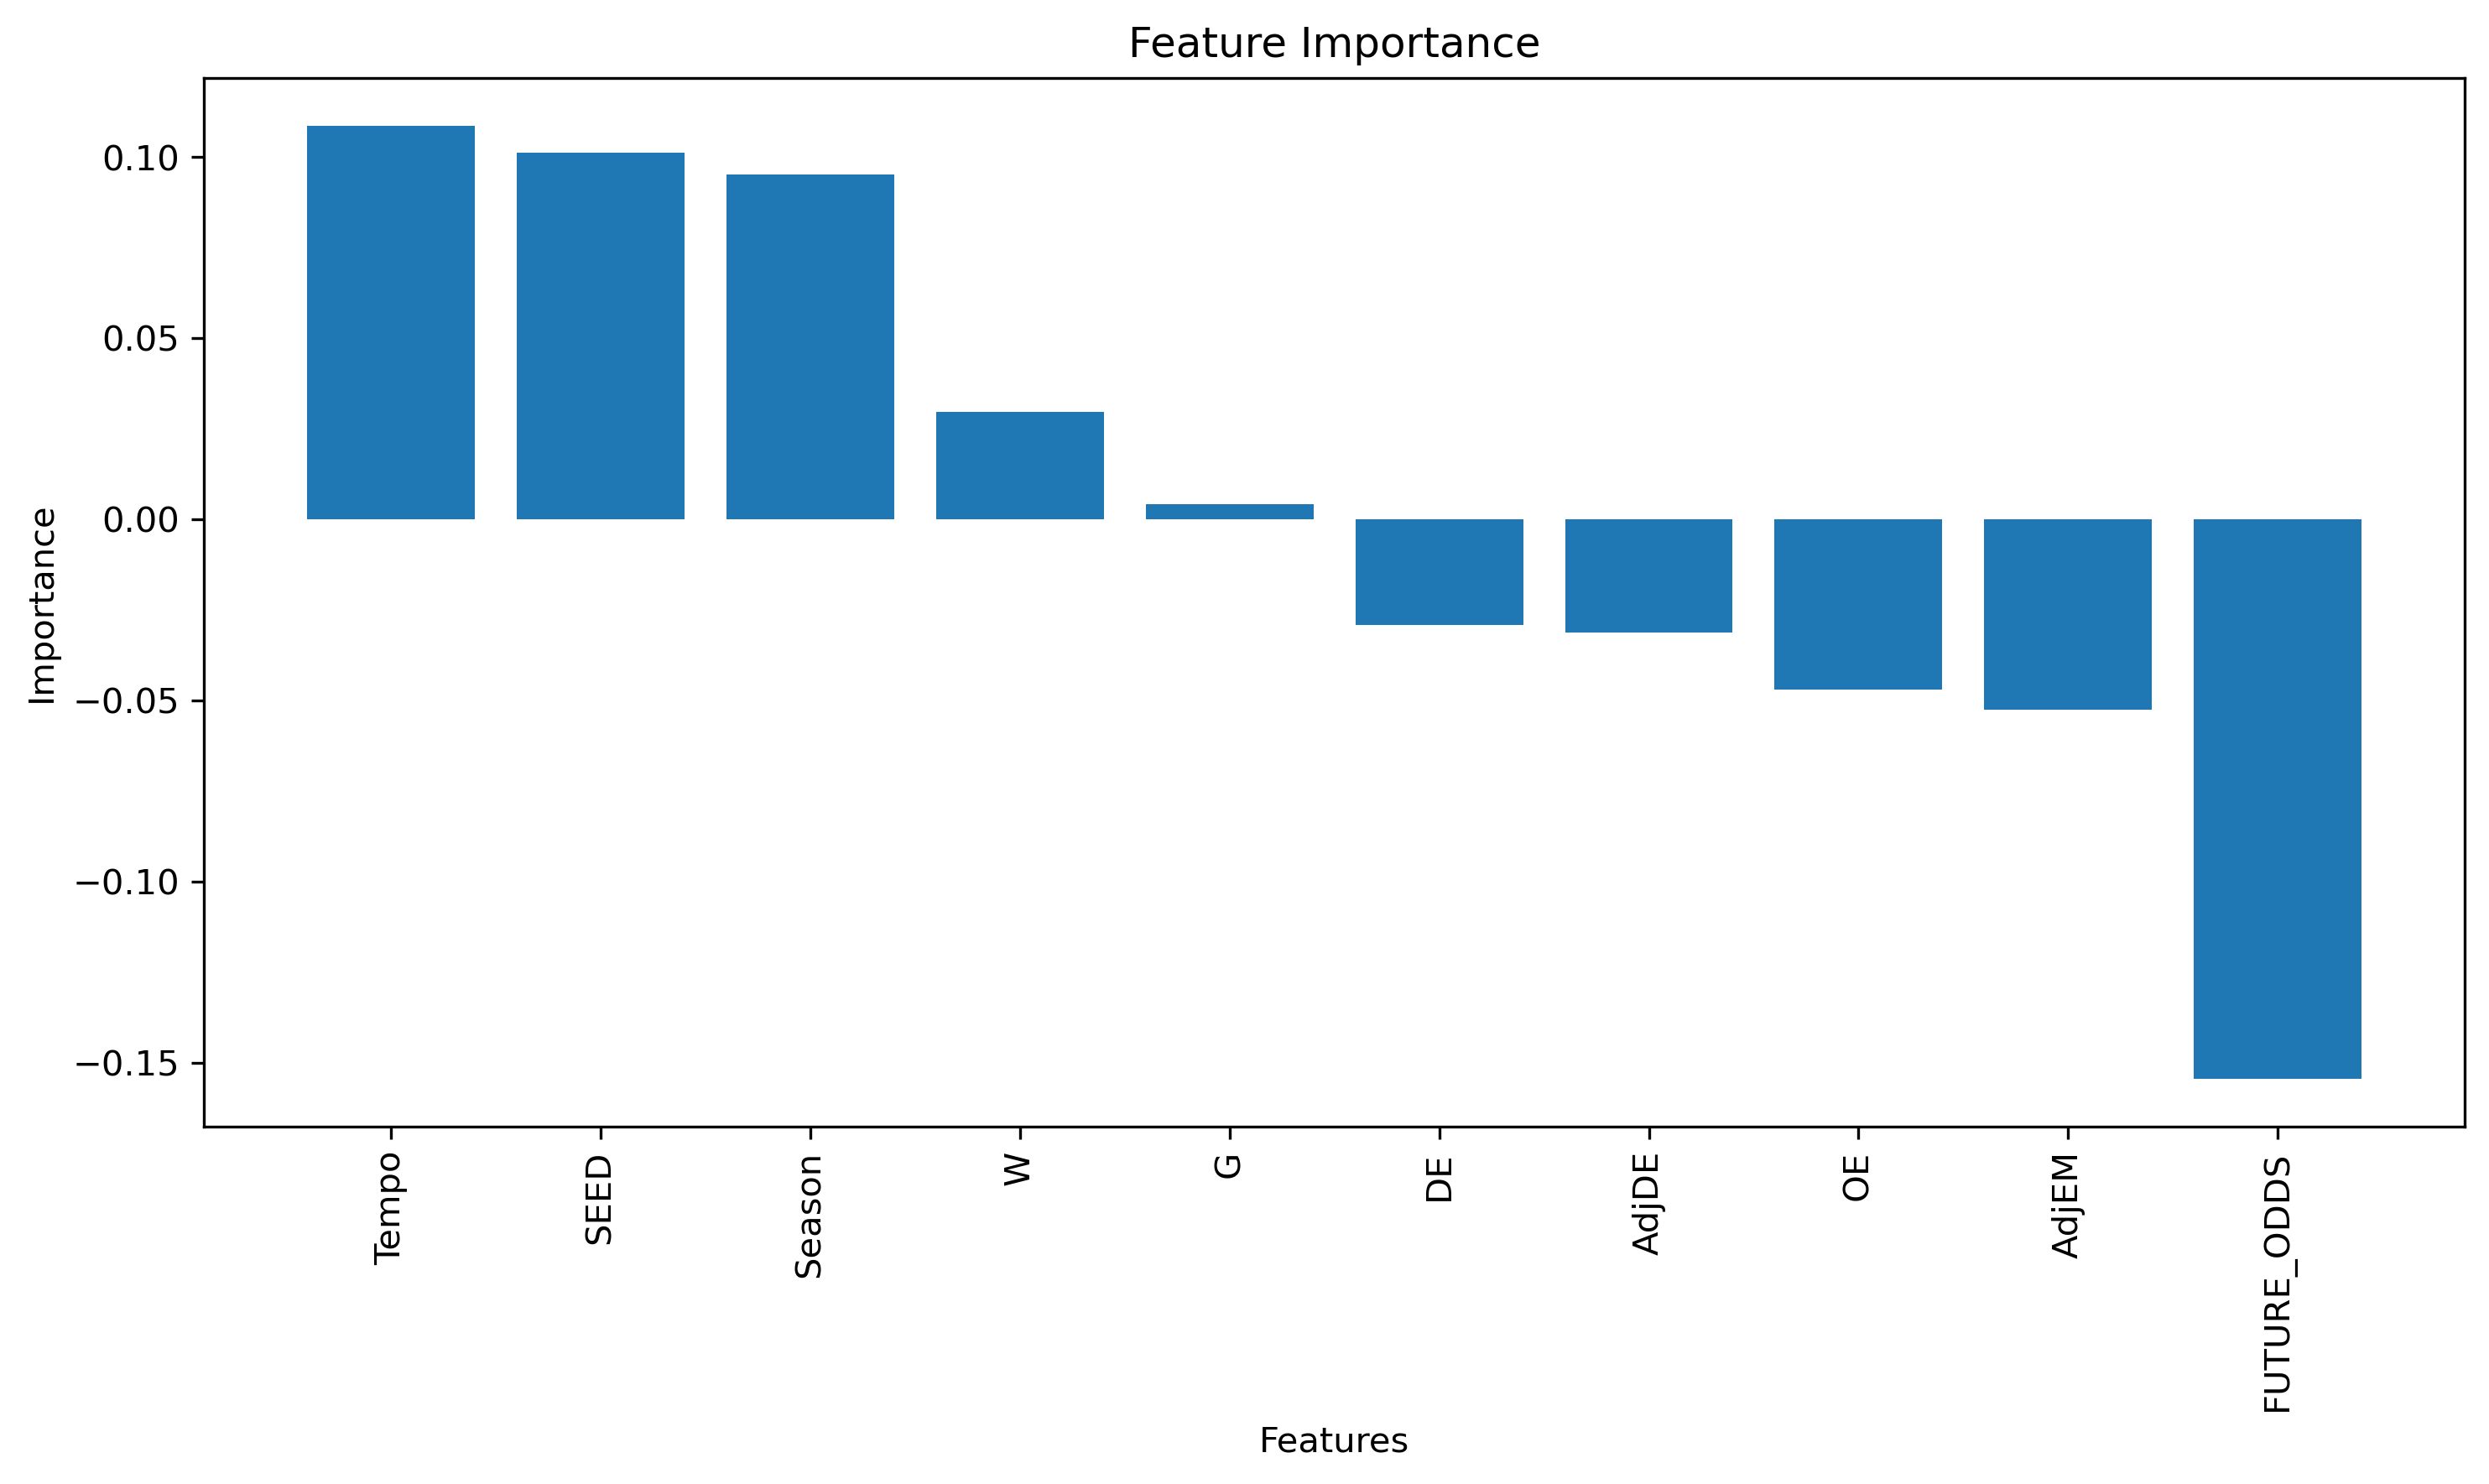 Feature Importance
Importance
0.10
0.05
0.00
−0.05
−0.10
−0.15
Tempo
SEED
Season
W
G
DE
AdjDE
OE
AdjEM
FUTURE_ODDS
Features